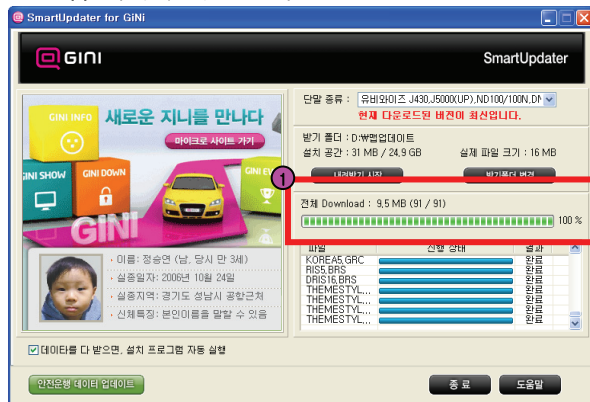 SmartUpdater for GiNi
GINI
SmartUpdater
GINI INFO
새로운 지니를 만나다
마이크로 사이트 가기
GINI SHOW
GINI DOWN
GINI
이름: 정승연 (남, 당시 만 3세)
실종일자: 2006년 10월 24일
실종지역: 경기도 성남시 공항근처
신체특징: 본인이름을 말할 수 있음
단말 종류 : 유비와이즈 J430,J5000(UP),ND100/100N,DN
현재 다운로드된 버젼이 최신입니다.
받기 폴더 : D:₩맵업데이트
설치 공간 : 31 MB / 24,9 GB 실제 파일 크기 : 16 MB
내려받기 시작 받기폴더 변경
1
전체 Download : 9,5 MB (91 / 91)
100 %
파일 진행 상태 결과
KOREA5,GRC 완료
RIS5,BRS 완료
DRIS16,BRS 완료
THEMESTYL,,, 완료
THEMESTYL,,, 완료
THEMESTYL,,, 완료
THEMESTYL,,, 완료
데이타를 다 받으면, 설치 프로그램 자동 실행
안전운행 데이터 업데이트
종 료 도움말